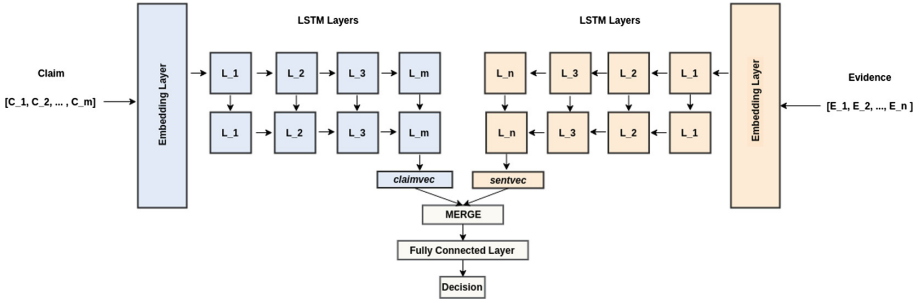 LSTM Layers
LSTM Layers
Claim
[C_1, C_2, ... , C_m]
Embedding Layer
L_1 L_2 L_3 L_m
L_1 L_2 L_3 L_m
claimvec
L_n L_3 L_2 L_1
L_n L_3 L_2 L_1
sentvec
Embedding Layer
Evidence
[E_1, E_2, ..., E_n ]
MERGE
Fully Connected Layer
Decision